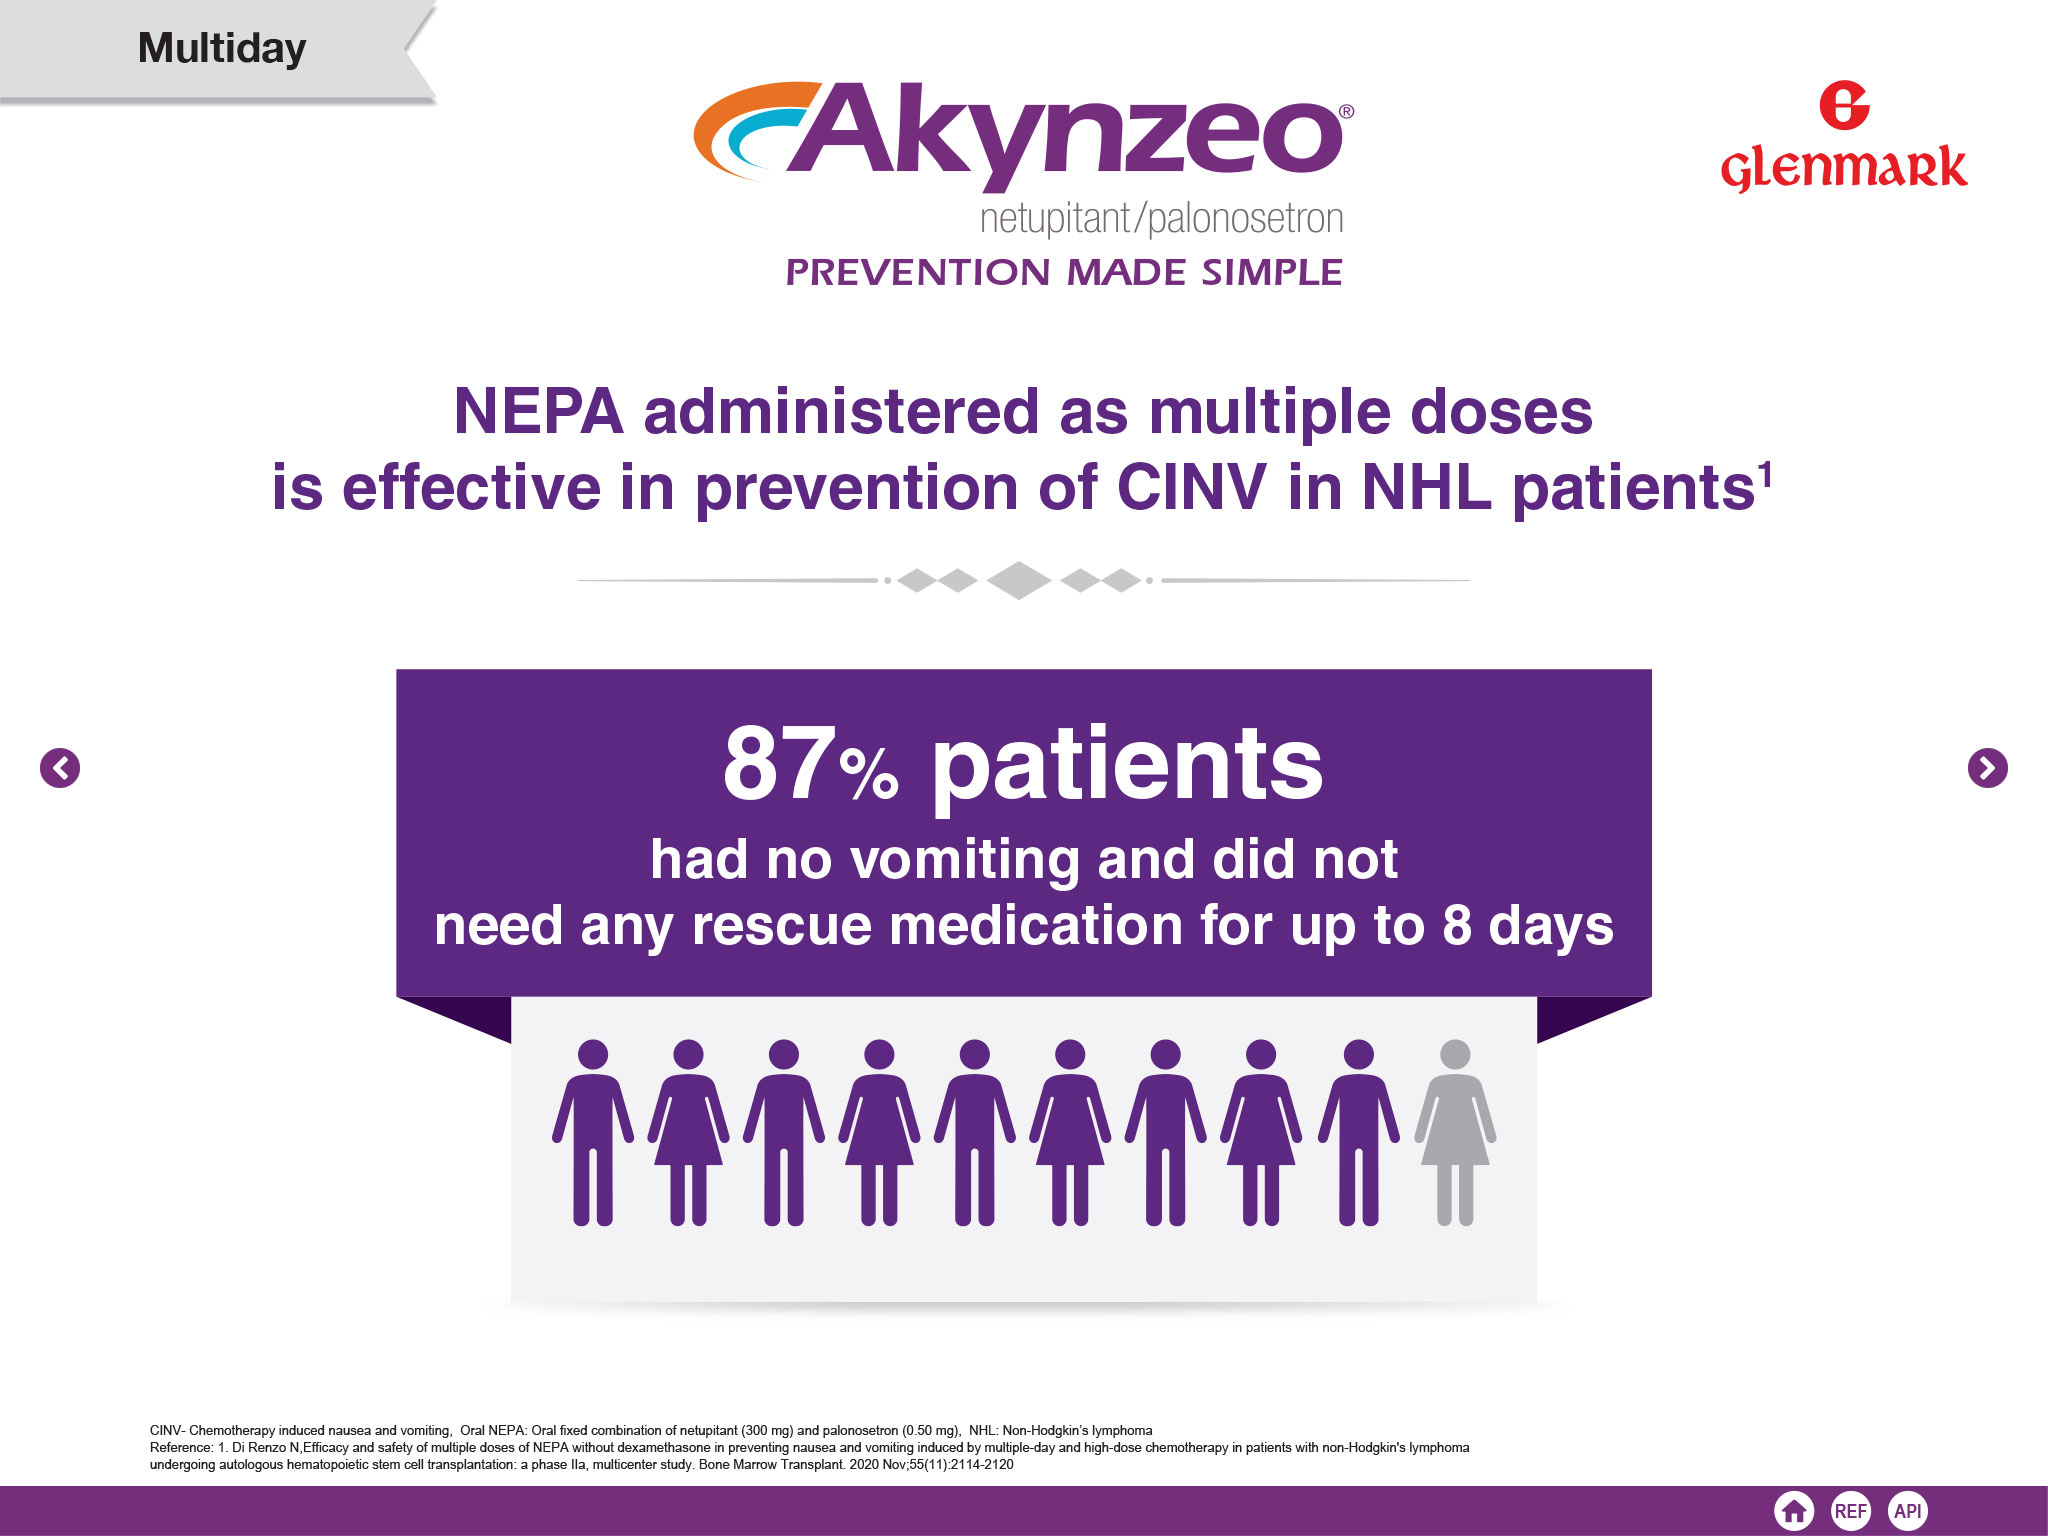 Multiday
Akynzeo®
netupitant/palonosetron
PREVENTION MADE SIMPLE
G
glenmark
NEPA administered as multiple doses
is effective in prevention of CINV in NHL patients¹
87% patients
had no vomiting and did not
need any rescue medication for up to 8 days
CINV- Chemotherapy induced nausea and vomiting,  Oral NEPA: Oral fixed combination of netupitant (300 mg) and palonosetron (0.50 mg),  NHL: Non-Hodgkin’s lymphoma
Reference: 1. Di Renzo N,Efficacy and safety of multiple doses of NEPA without dexamethasone in preventing nausea and vomiting induced by multiple-day and high-dose chemotherapy in patients with non-Hodgkin's lymphoma
undergoing autologous hematopoietic stem cell transplantation: a phase IIa, multicenter study. Bone Marrow Transplant. 2020 Nov;55(11):2114-2120
REF
API